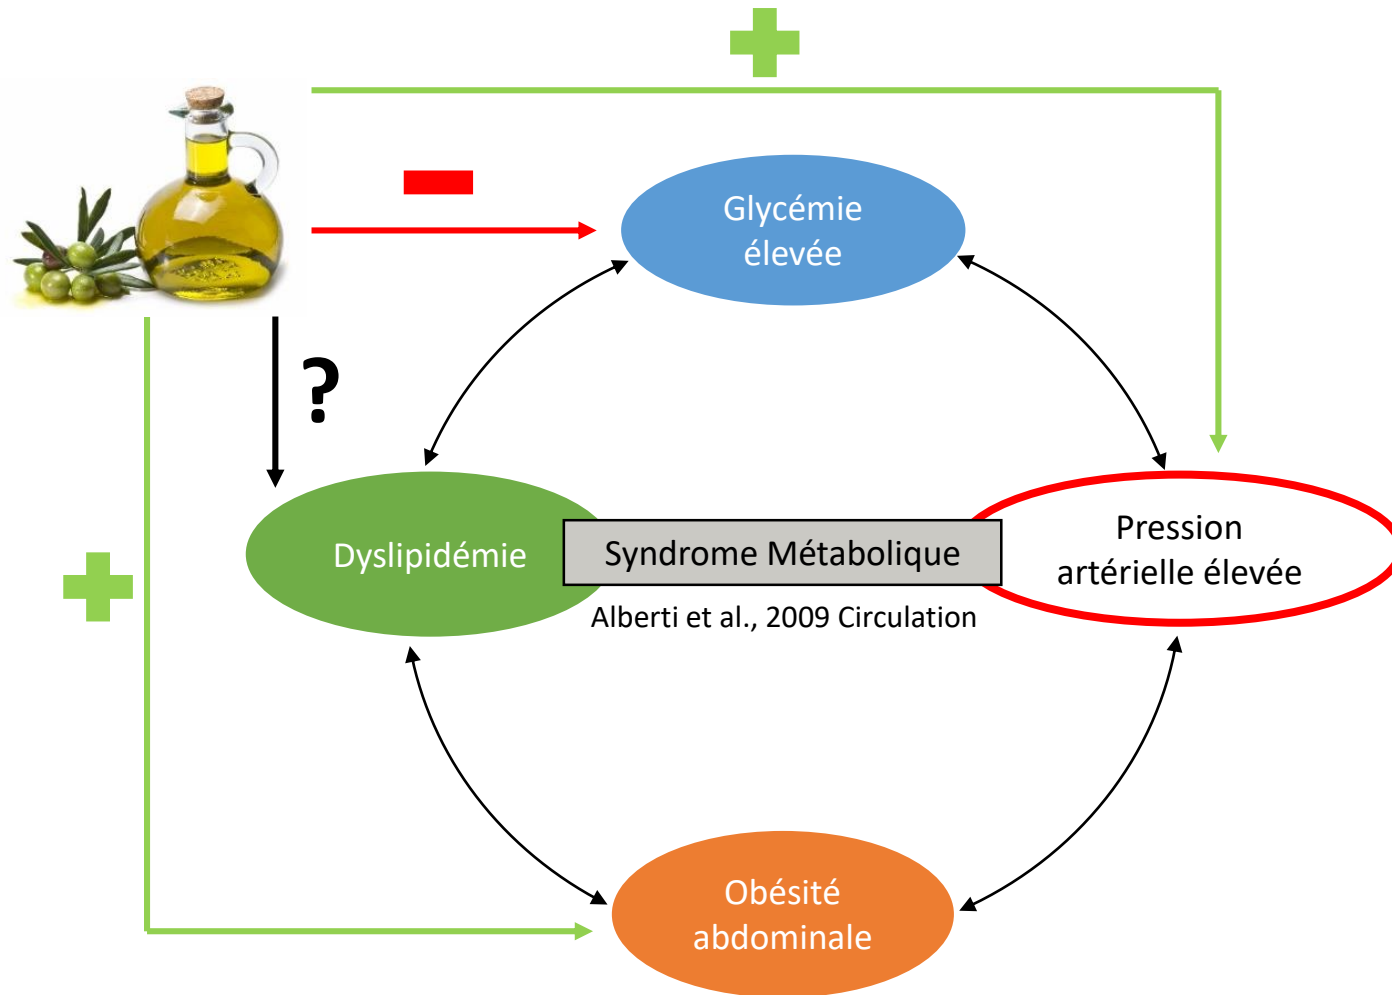 Glycémie
élevée
?
Dyslipidémie
Syndrome Métabolique
Pression
artérielle élevée
Alberti et al., 2009 Circulation
Obésité
abdominale